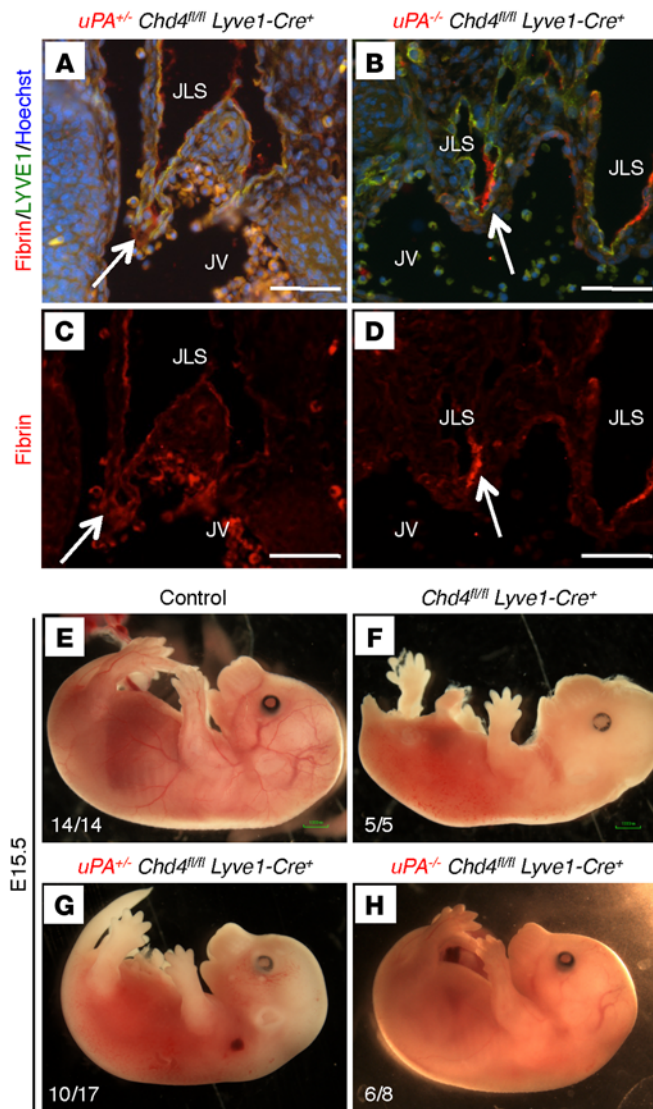 uPA+/- Chd4fl/fl Lyve1-Cre+ uPA-/- Chd4fl/fl Lyve1-Cre+
Fibrin/LYVE1/Hoechst
A
JLS
JV
B
JLS
JLS
JV
Fibrin
C
JLS
JV
D
JLS
JLS
JV
E15.5
Control Chd4fl/fl Lyve1-Cre+
E
14/14
F
5/5
uPA+/- Chd4fl/fl Lyve1-Cre+ uPA-/- Chd4fl/fl Lyve1-Cre+
G
10/17
H
6/8